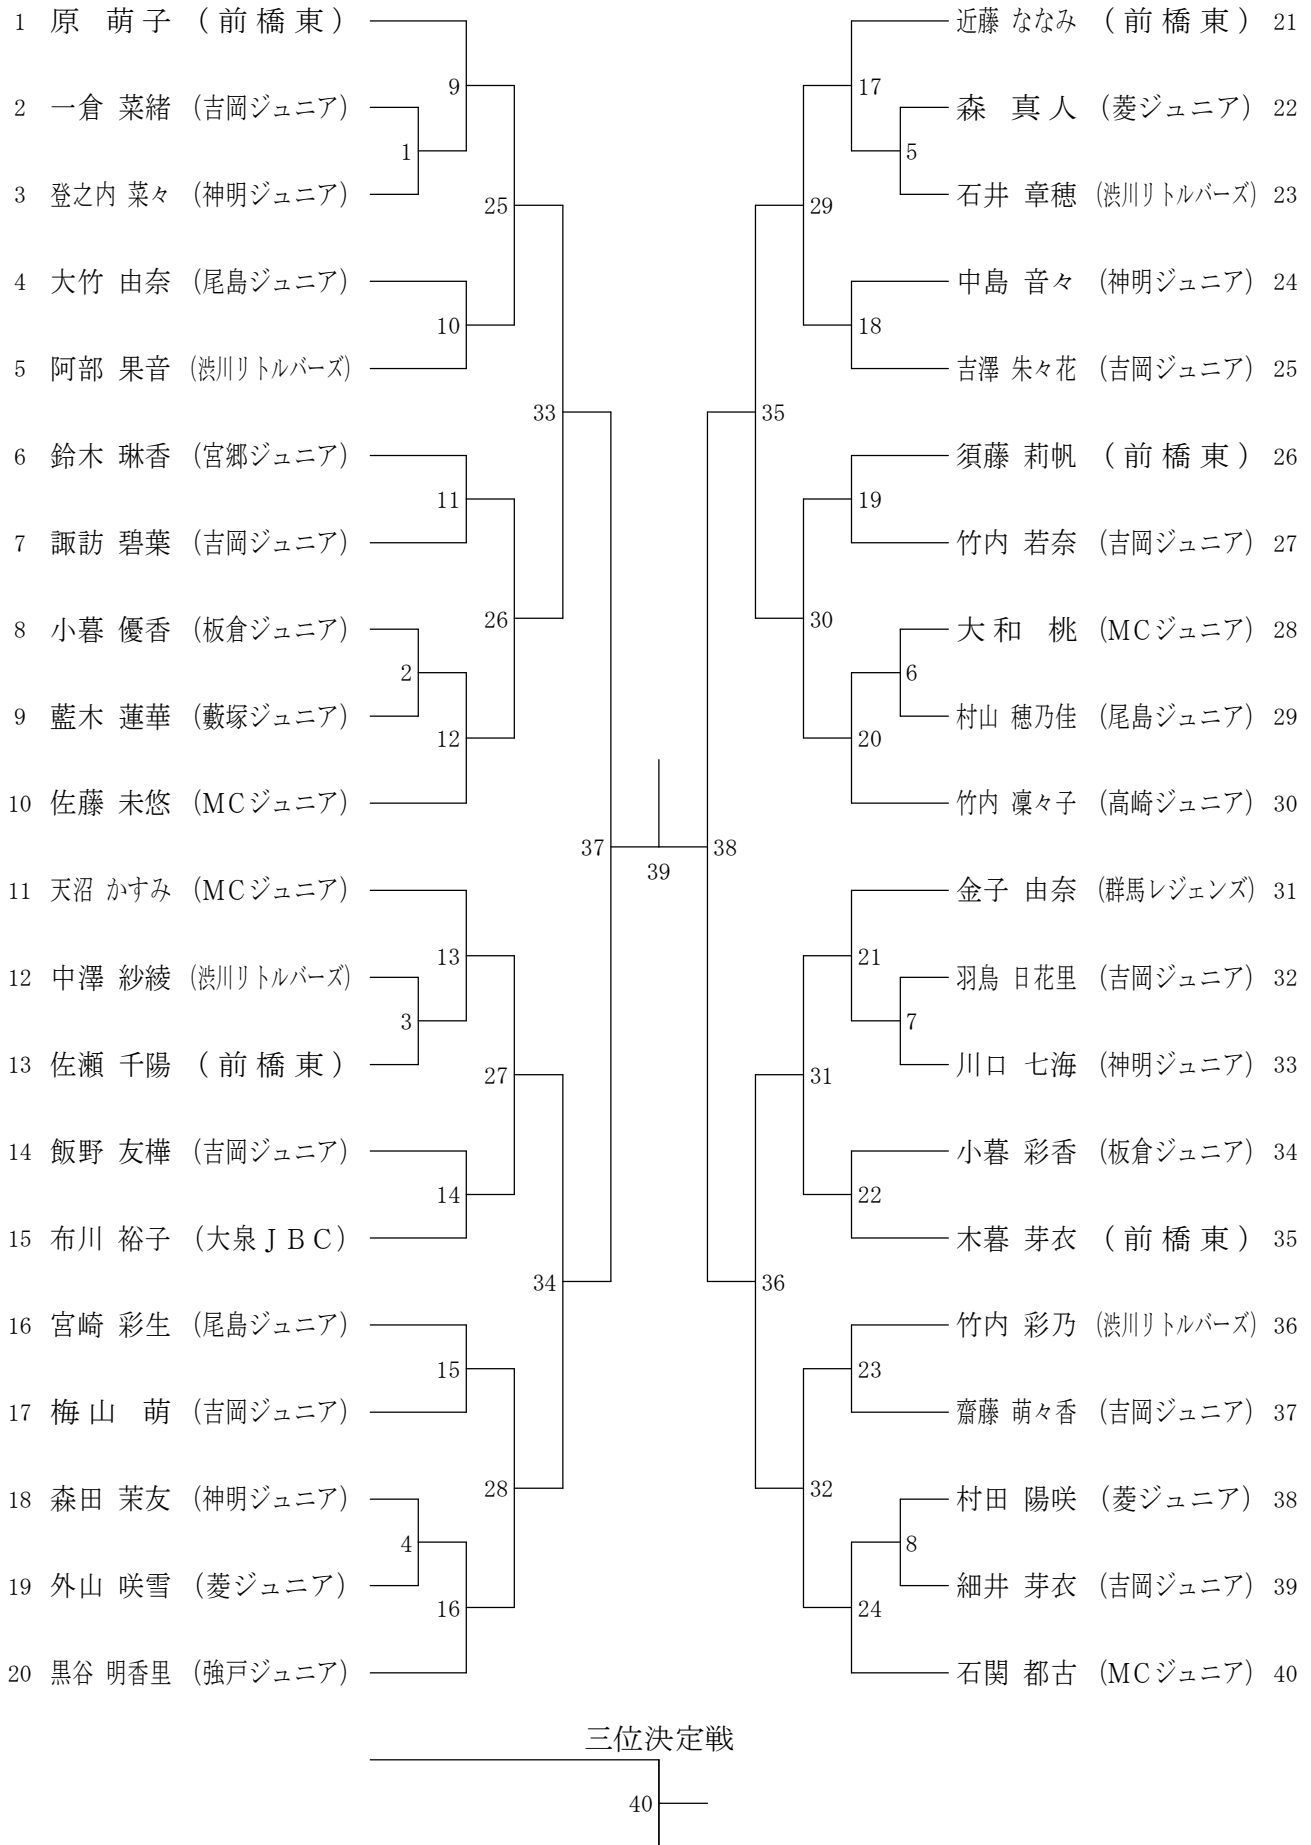 1 原 萌子 （前橋東）
9
2 一倉 菜緒 （吉岡ジュニア）
1
3 登之内 菜々 （神明ジュニア）
25
4 大竹 由奈 （尾島ジュニア）
10
5 阿部 果音 （渋川リトルバーズ）
33
6 鈴木 琳香 （宮郷ジュニア）
11
7 諏訪 碧葉 （吉岡ジュニア）
26
8 小暮 優香 （板倉ジュニア）
2
9 藍木 蓮華 （藪塚ジュニア）
12
10 佐藤 未悠 （MCジュニア）
37
11 天沼 かすみ （MCジュニア）
13
12 中澤 紗綾 （渋川リトルバーズ）
3
13 佐瀬 千陽 （前橋東）
27
14 飯野 友樺 （吉岡ジュニア）
14
15 布川 裕子 （大泉ＪＢＣ）
34
16 宮崎 彩生 （尾島ジュニア）
15
17 梅山 萌 （吉岡ジュニア）
28
18 森田 茉友 （神明ジュニア）
4
19 外山 咲雪 （菱ジュニア）
16
20 黒谷 明香里 （強戸ジュニア）
39
近藤 ななみ （前橋東） 21
17
森 真人 （菱ジュニア） 22
5
石井 章穂 （渋川リトルバーズ） 23
29
中島 音々 （神明ジュニア） 24
18
吉澤 朱々花 （吉岡ジュニア） 25
35
須藤 莉帆 （前橋東） 26
19
竹内 若奈 （吉岡ジュニア） 27
30
大和 桃 （MCジュニア） 28
6
村山 穂乃佳 （尾島ジュニア） 29
20
竹内 凜々子 （高崎ジュニア） 30
38
金子 由奈 （群馬レジェンズ） 31
21
羽鳥 日花里 （吉岡ジュニア） 32
7
川口 七海 （神明ジュニア） 33
31
小暮 彩香 （板倉ジュニア） 34
22
木暮 芽衣 （前橋東） 35
36
竹内 彩乃 （渋川リトルバーズ） 36
23
齋藤 萌々香 （吉岡ジュニア） 37
32
村田 陽咲 （菱ジュニア） 38
8
細井 芽衣 （吉岡ジュニア） 39
24
石関 都古 （MCジュニア） 40
三位決定戦
40